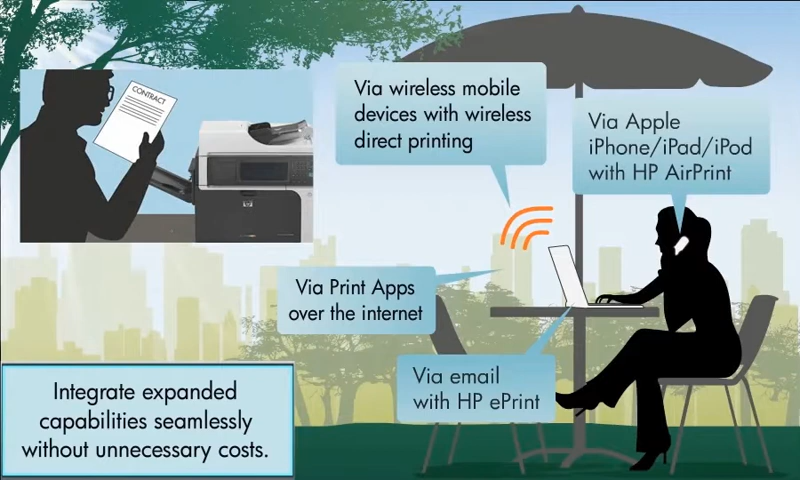 CONTRACT
Via wireless mobile
devices with wireless
direct printing
Via Apple
iPhone/iPad/iPod
with HP AirPrint
Via Print Apps
over the internet
Via email
with HP ePrint
Integrate expanded
capabilities seamlessly
without unnecessary costs.